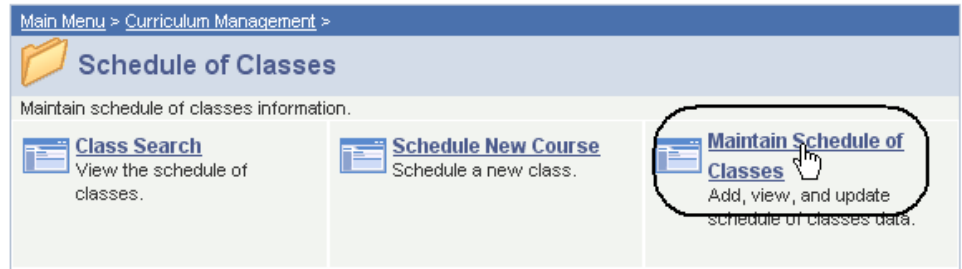 Main Menu > Curriculum Management >
Schedule of Classes
Maintain schedule of classes information.
Class Search
View the schedule of
classes.
Schedule New Course
Schedule a new class.
Maintain Schedule of
Classes
Add, view, and update
schedule of classes data.